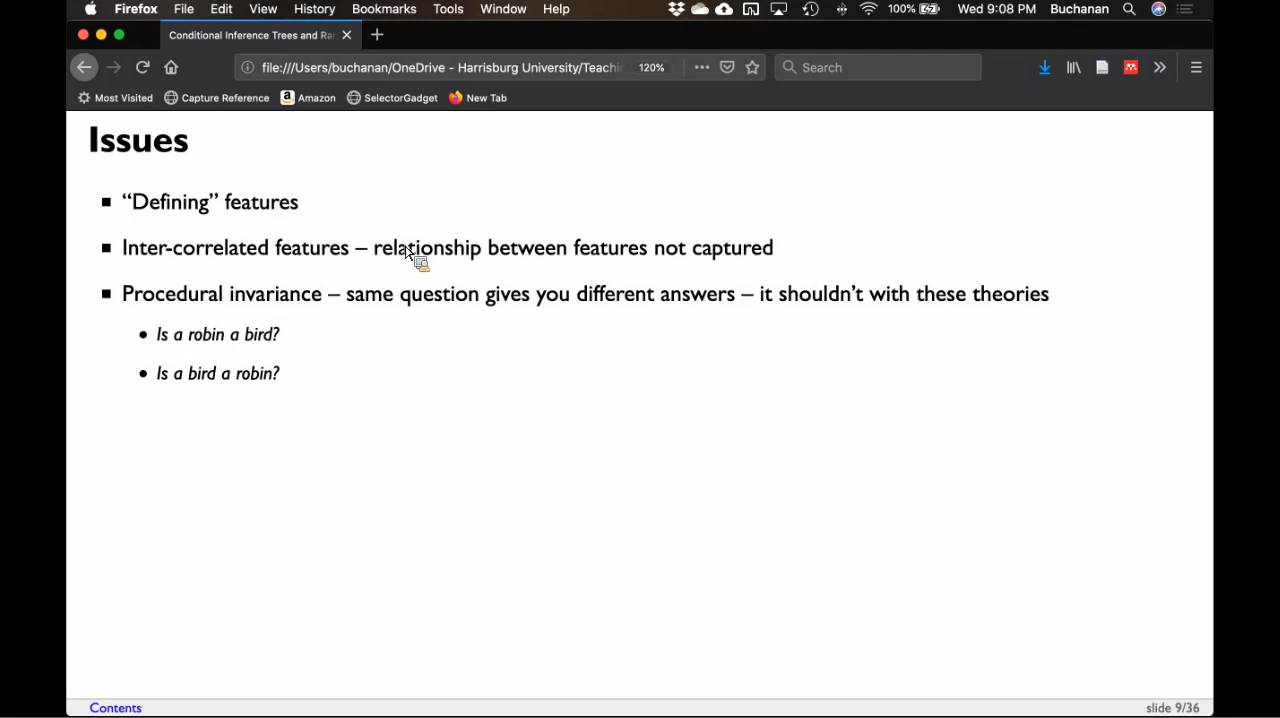 Firefox File Edit View History Bookmarks Tools Window Help 100% Wed 9:08 PM Buchanan
Conditional Inference Trees and Ra
file:///Users/buchanan/OneDrive - Harrisburg University/Teachi 120% Search
Most Visited Capture Reference Amazon SelectorGadget New Tab
Issues
“Defining” features
Inter-correlated features – relationship between features not captured
Procedural invariance – same question gives you different answers – it shouldn’t with these theories
Is a robin a bird?
Is a bird a robin?
Contents slide 9/36